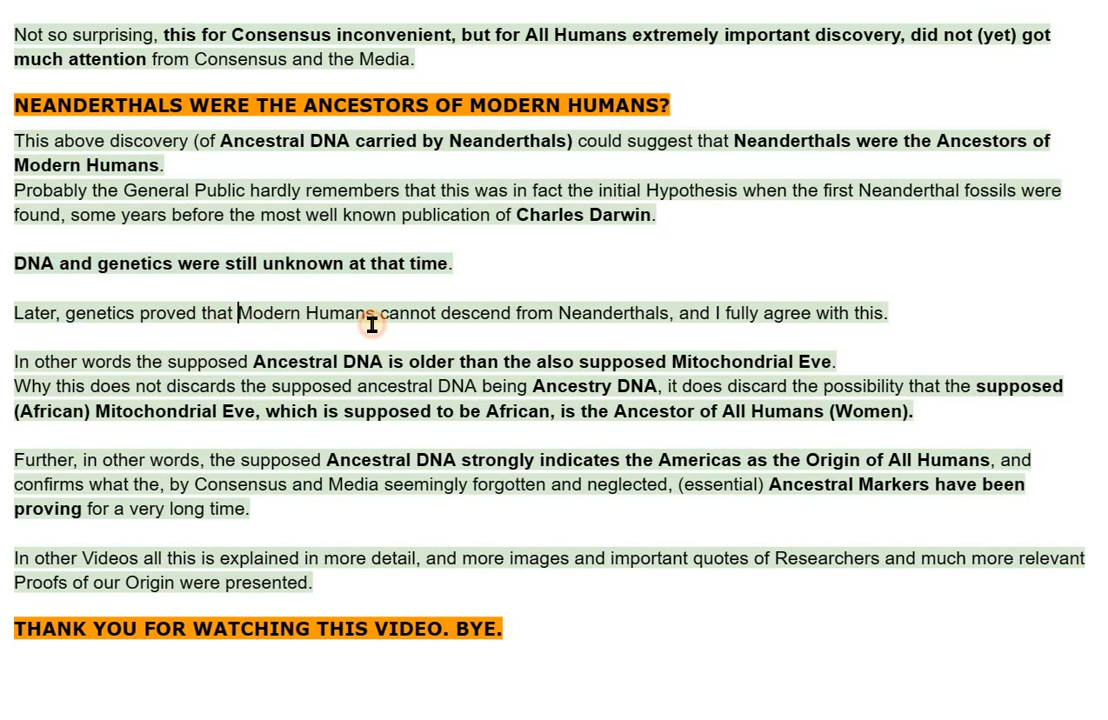 Not so surprising, this for Consensus inconvenient, but for All Humans extremely important discovery, did not (yet) got
much attention from Consensus and the Media.
NEANDERTHALS WERE THE ANCESTORS OF MODERN HUMANS?
This above discovery (of Ancestral DNA carried by Neanderthals) could suggest that Neanderthals were the Ancestors of
Modern Humans.
Probably the General Public hardly remembers that this was in fact the initial Hypothesis when the first Neanderthal fossils were
found, some years before the most well known publication of Charles Darwin.
DNA and genetics were still unknown at that time.
Later, genetics proved that Modern Humans cannot descend from Neanderthals, and I fully agree with this.
In other words the supposed Ancestral DNA is older than the also supposed Mitochondrial Eve.
Why this does not discards the supposed ancestral DNA being Ancestry DNA, it does discard the possibility that the supposed
(African) Mitochondrial Eve, which is supposed to be African, is the Ancestor of All Humans (Women).
Further, in other words, the supposed Ancestral DNA strongly indicates the Americas as the Origin of All Humans, and
confirms what the, by Consensus and Media seemingly forgotten and neglected, (essential) Ancestral Markers have been
proving for a very long time.
In other Videos all this is explained in more detail, and more images and important quotes of Researchers and much more relevant
Proofs of our Origin were presented.
THANK YOU FOR WATCHING THIS VIDEO. BYE.